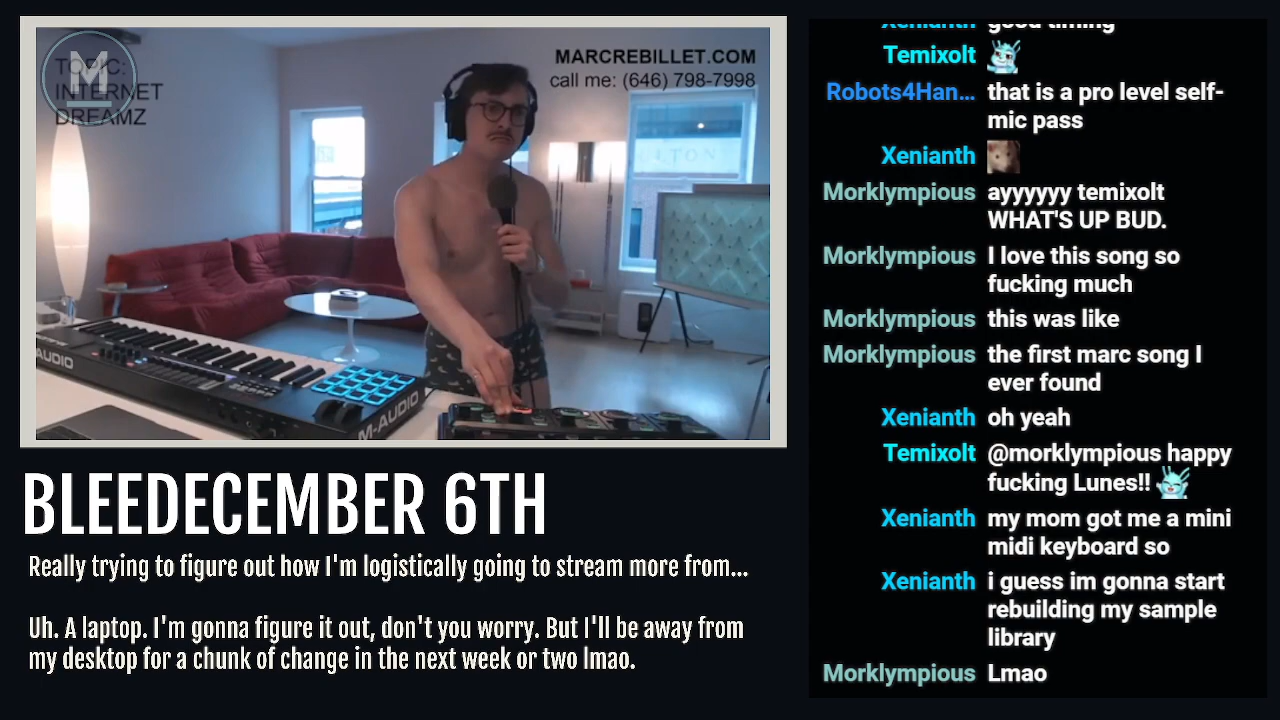 M
TOPIC:
INTERNET
DREAMZ
MARCREBILLET.COM
call me: (646) 798-7998
M-AUDIO
BLEEDECEMBER 6TH
Really trying to figure out how I'm logistically going to stream more from...
Uh. A laptop. I'm gonna figure it out, don't you worry. But I'll be away from
my desktop for a chunk of change in the next week or two lmao.
Xenianth good timing
Temixolt
Robots4Han... that is a pro level self-
mic pass
Xenianth
Morklympious ayyyyyy temixolt
WHAT'S UP BUD.
Morklympious I love this song so
fucking much
Morklympious this was like
Morklympious the first marc song I
ever found
Xenianth oh yeah
Temixolt @morklympious happy
fucking Lunes!!
Xenianth my mom got me a mini
midi keyboard so
Xenianth i guess im gonna start
rebuilding my sample
library
Morklympious Lmao